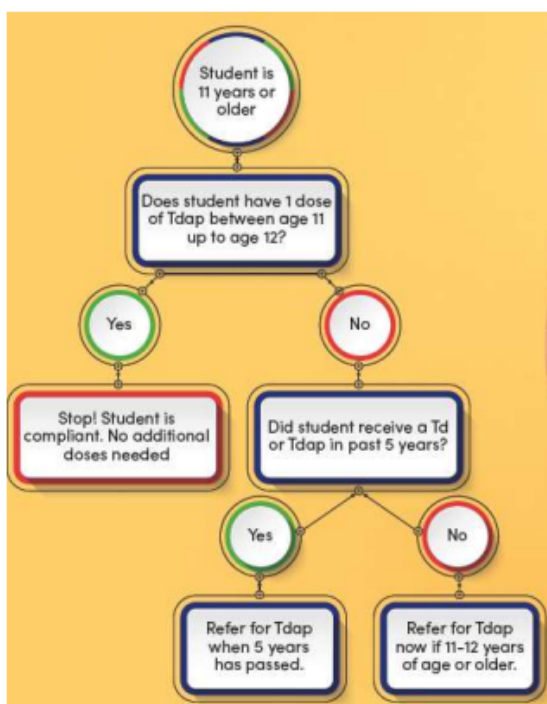 Student is
11 years or
older
Does student have 1 dose
of Tdap between age 11
up to age 12?
Yes
No
Stop! Student is
compliant. No additional
doses needed
Did student receive a Td
or Tdap in past 5 years?
Yes
No
Refer for Tdap
when 5 years
has passed.
Refer for Tdap
now if 11-12 years
of age or older.